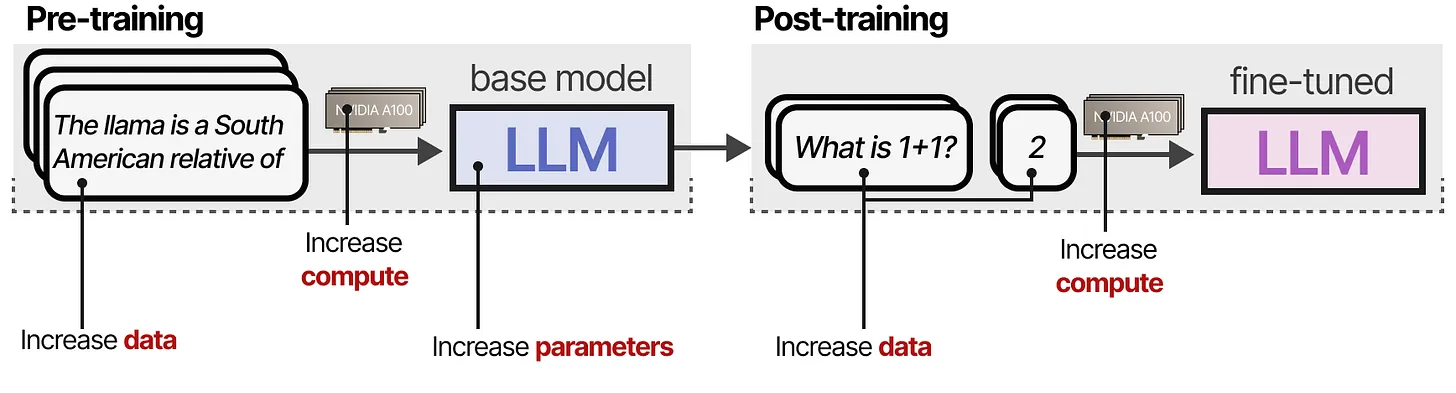 Pre-training
Post-training
The llama is a South
American relative of
NVIDIA A100
base model
LLM
What is 1+1?
2
NVIDIA A100
fine-tuned
LLM
Increase
compute
Increase data
Increase parameters
Increase
compute
Increase data